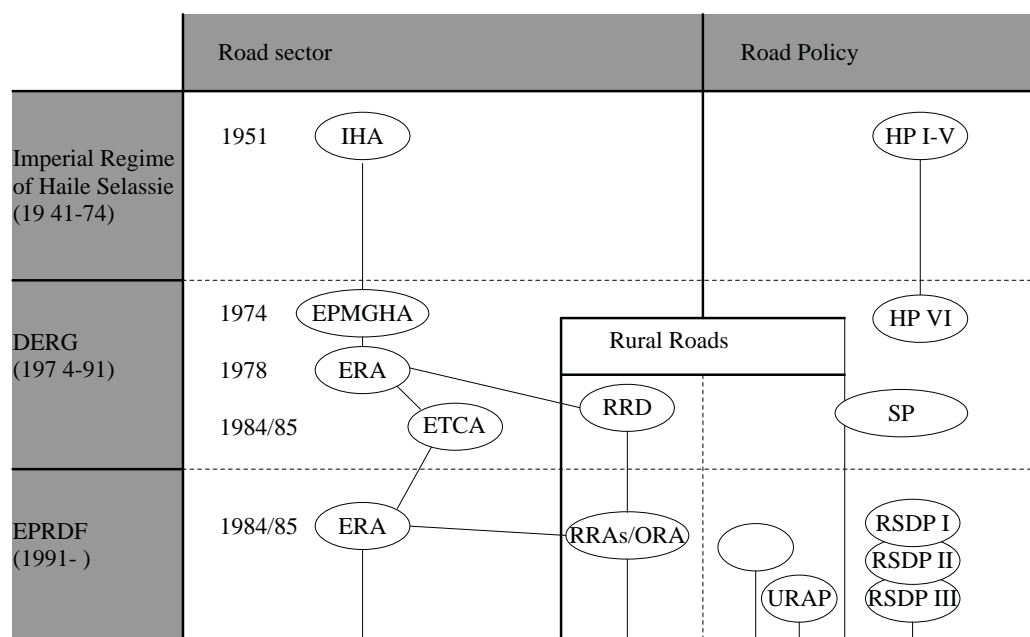 Road sector
Road Policy
Imperial Regime
of Haile Selassie
(19 41-74)
1951
IHA
HP I-V
DERG
(197 4-91)
1974
EPMGHA
HP VI
Rural Roads
1978
ERA
RRD
SP
1984/85
ETCA
EPRDF
(1991- )
1984/85
ERA
RRAs/ORA
RSDP I
RSDP II
URAP
RSDP III